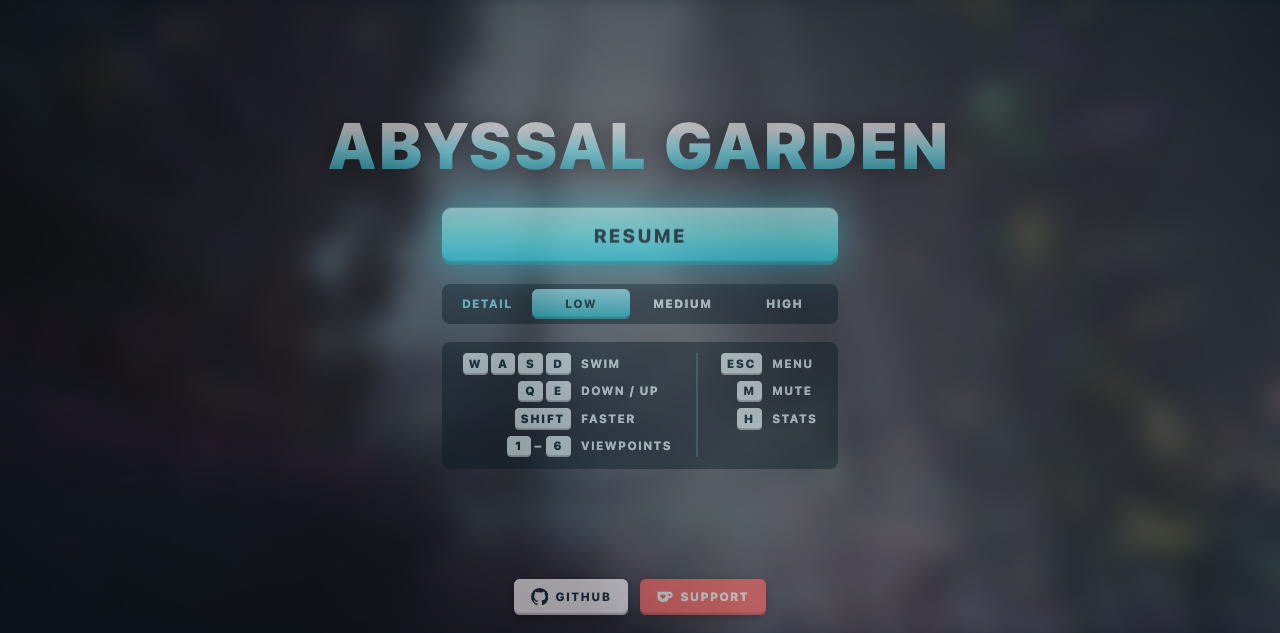 ABYSSAL GARDEN
RESUME
DETAIL LOW MEDIUM HIGH
W A S D SWIM
Q E DOWN / UP
SHIFT FASTER
1 – 6 VIEWPOINTS
ESC MENU
M MUTE
H STATS
GITHUB SUPPORT